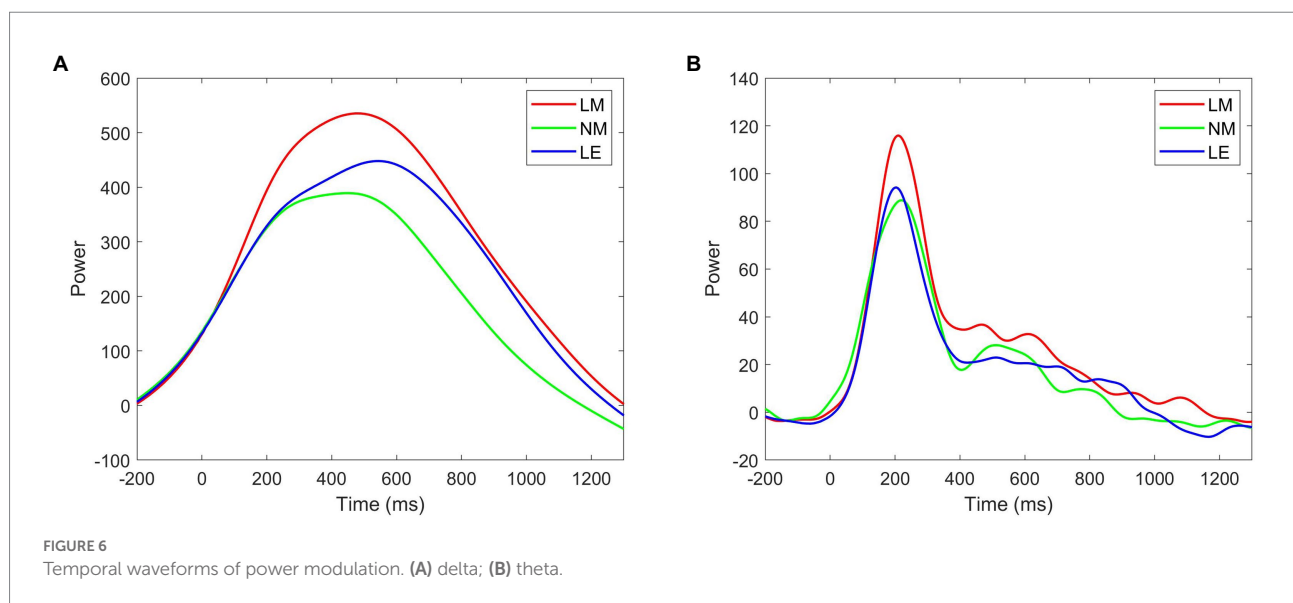 A
600
500
400
300
200
100
0
-100
Power
-200 0 200 400 600 800 1000 1200
Time (ms)
LM
NM
LE
B
140
120
100
80
60
40
20
0
-20
Power
-200 0 200 400 600 800 1000 1200
Time (ms)
LM
NM
LE
FIGURE 6
Temporal waveforms of power modulation. (A) delta; (B) theta.